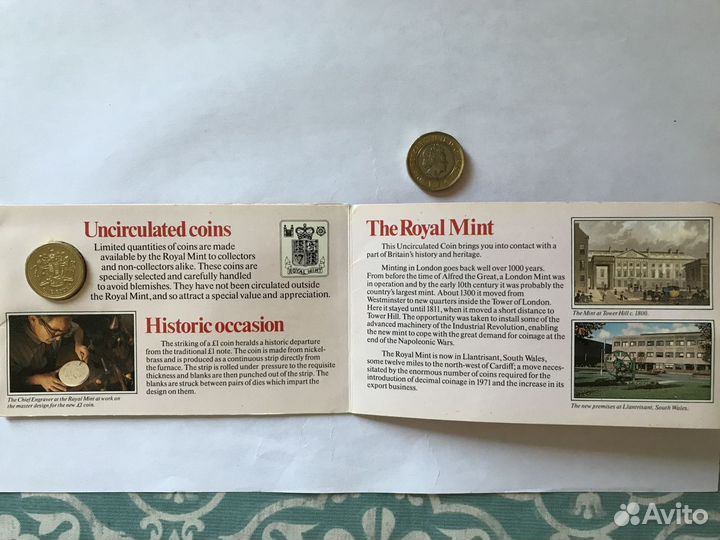 Uncirculated coins
Limited quantities of coins are made
available by the Royal Mint to collectors
and non-collectors alike. These coins are
specially selected and carefully handled
to avoid blemishes. They have not been circulated outside
the Royal Mint, and so attract a special value and appreciation.
ROYAL MINT
Historic occasion
The striking of a £1 coin heralds a historic departure
from the traditional £1 note. The coin is made from nickel-
brass and is produced as a continuous strip directly from
the furnace. The strip is rolled under pressure to the requisite
thickness and blanks are then punched out of the strip. The
blanks are struck between pairs of dies which impart the
design on them.
The Chief Engraver at the Royal Mint at work on
the master design for the new £1 coin.
The Royal Mint
This Uncirculated Coin brings you into contact with a
part of Britain's history and heritage.
Minting in London goes back well over 1000 years.
From before the time of Alfred the Great, a London Mint was
in operation and by the early 10th century it was probably the
country's largest mint. About 1300 it moved from
Westminster to new quarters inside the Tower of London.
Here it stayed until 1811, when it moved a short distance to
Tower Hill. The opportunity was taken to install some of the
advanced machinery of the Industrial Revolution, enabling
the new mint to cope with the great demand for coinage at the
end of the Napoleonic Wars.
The Royal Mint is now in Llantrisant, South Wales,
some twelve miles to the north-west of Cardiff; a move neces-
sitated by the enormous number of coins required for the
introduction of decimal coinage in 1971 and the increase in its
export business.
The Mint at Tower Hill c. 1800.
The new premises at Llantrisant, South Wales.
Avito